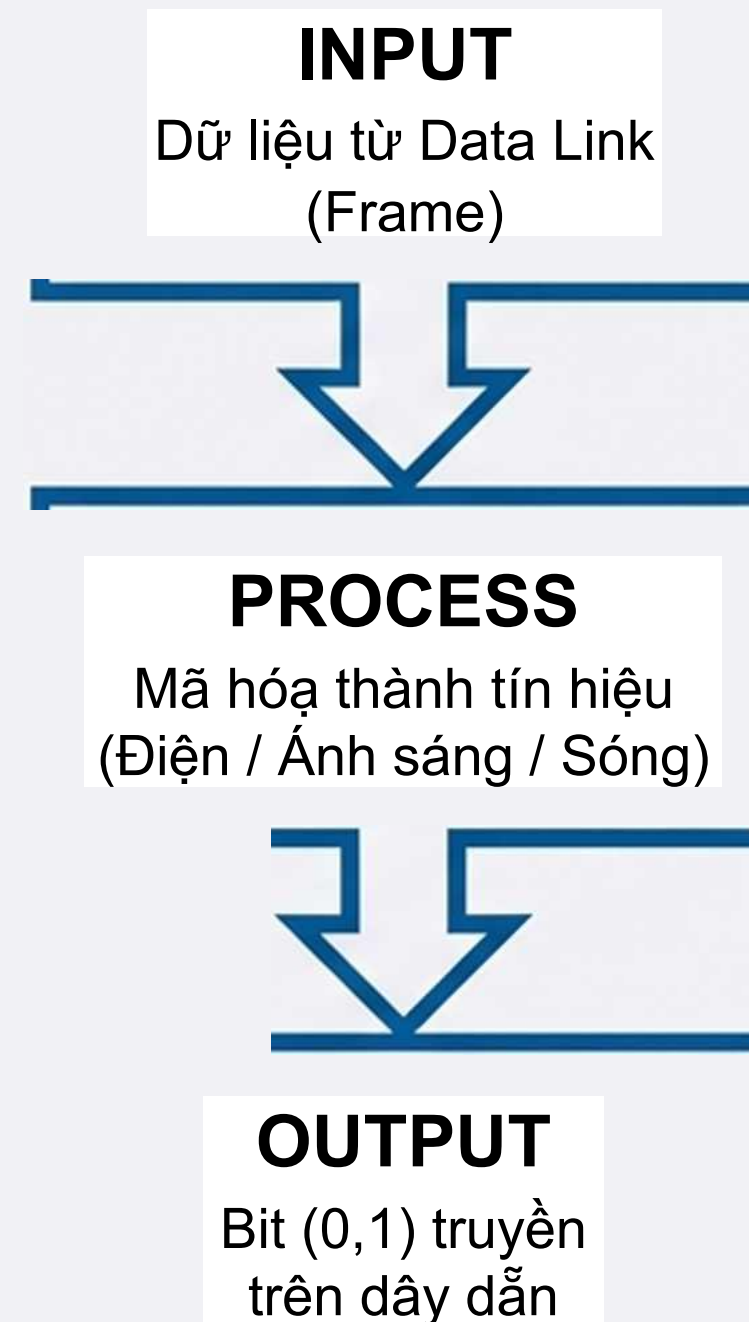 INPUT
Dữ liệu từ Data Link
(Frame)
PROCESS
Mã hóa thành tín hiệu
(Điện / Ánh sáng / Sóng)
OUTPUT
Bit (0,1) truyền
trên dây dẫn